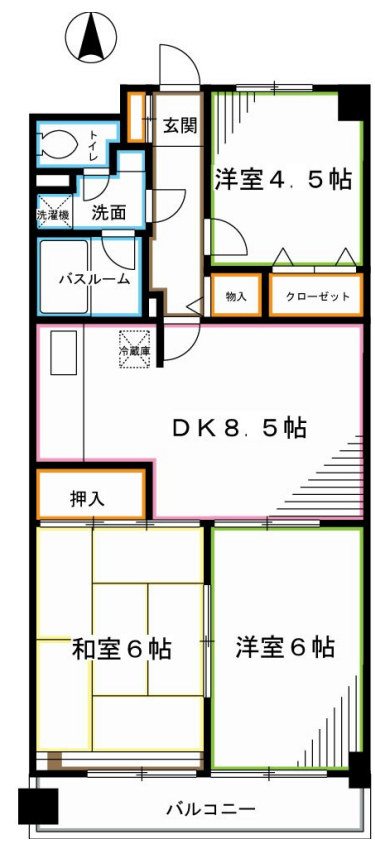 玄関
トイレ
洋室4.5帖
洗濯機
洗面
バスルーム
物入
クローゼット
冷蔵庫
DK8.5帖
押入
和室6帖
洋室6帖
バルコニー